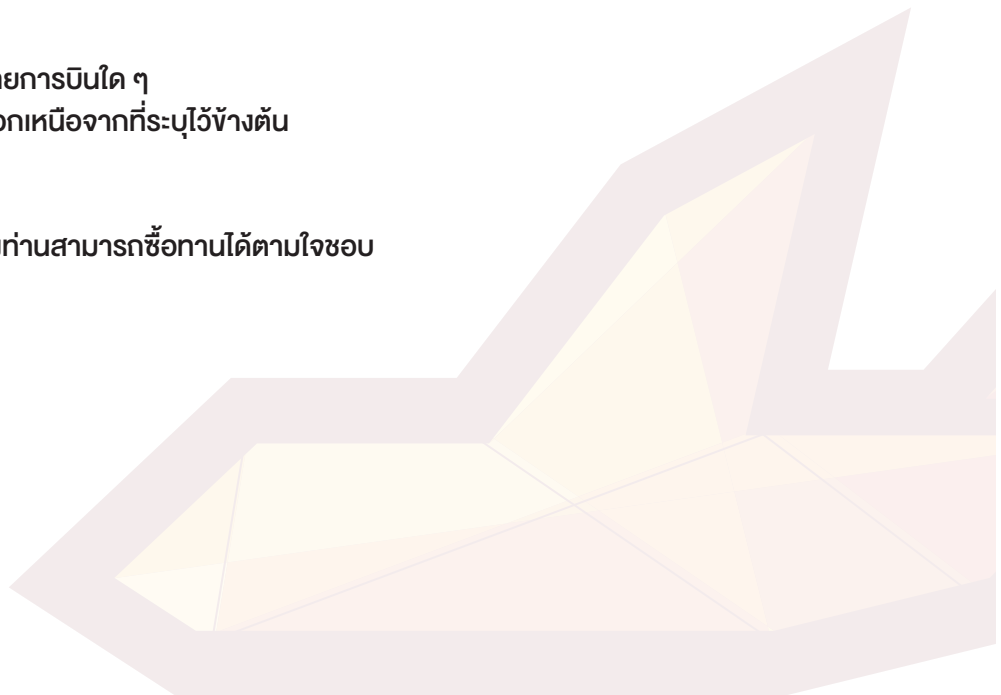 ยการบินใด ๆ
อกเหนือจากที่ระบุไว้ข้างต้น
ท่านสามารถซื้อทานได้ตามใจชอบ